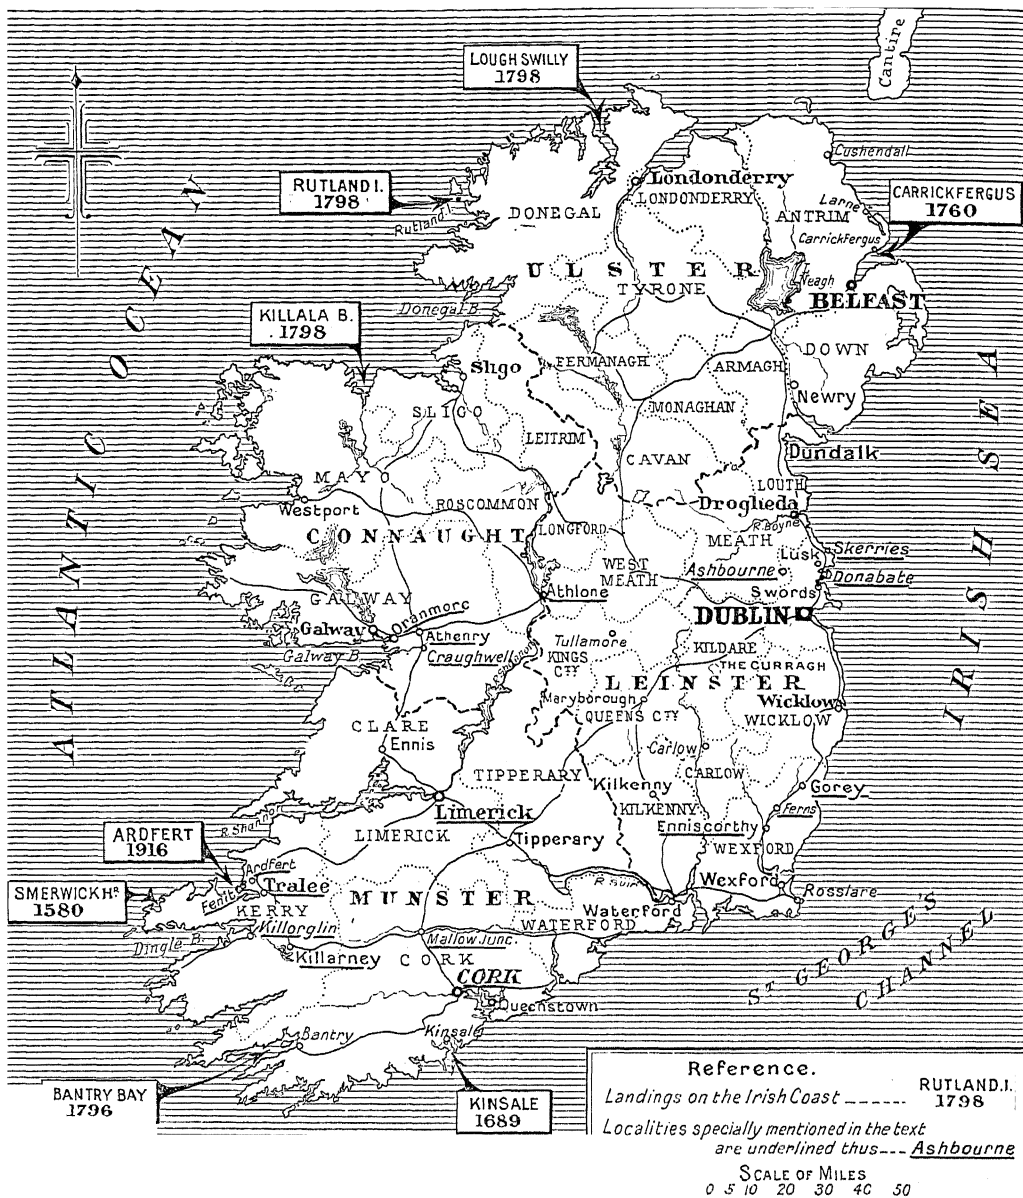 Cantire
LOUGH SWILLY
1798
Cushendall
RUTLAND I.
1798
Rutland
Londonderry
LONDONDERRY
DONEGAL
Larne
ANTRIM
Carrickfergus
CARRICKFERGUS
1760
ULSTER
TYRONE
Neagh
BELFAST
Donegal B.
KILLALA B.
1798
Sligo
FERMANAGH
ARMAGH
DOWN
Newry
SLIGO
MONAGHAN
LEITRIM
CAVAN
Dundalk
MAYO
LOUTH
Westport
ROSCOMMON
Drogheda
R. Boyne
CONNAUGHT
LONGFORD
MEATH
Lusk
Skerries
WEST
MEATH
Ashbourne
Donabate
Swords
GALWAY
Athlone
DUBLIN
Oranmore
Galway
Athenry
Tullamore
KILDARE
Galway B.
Craughwell
KINGS
CTY
THE CURRAGH
R. Shannon
LEINSTER
Maryborough
Wicklow
QUEENS CTY
WICKLOW
CLARE
Ennis
Carlow
TIPPERARY
CARLOW
Kilkenny
Gorey
KILKENNY
Ferns
Limerick
R. Shannon
LIMERICK
Tipperary
Enniscorthy
WEXFORD
ARDFERT
1916
Ardfert
Fenit
Tralee
SMERWICK HR.
1580
MUNSTER
R. Suir
Wexford
Rosslare
KERRY
Waterford
WATERFORD
Killorglin
Dingle B.
Mallow Junc.
Killarney
CORK
CORK
Queenstown
Bantry
Kinsale
BANTRY BAY
1796
KINSALE
1689
ATLANTIC OCEAN
IRISH SEA
ST GEORGE'S
CHANNEL
Reference.
Landings on the Irish Coast ------ RUTLAND.I.
1798
Localities specially mentioned in the text
are underlined thus --- Ashbourne
SCALE OF MILES
0 5 10 20 30 40 50